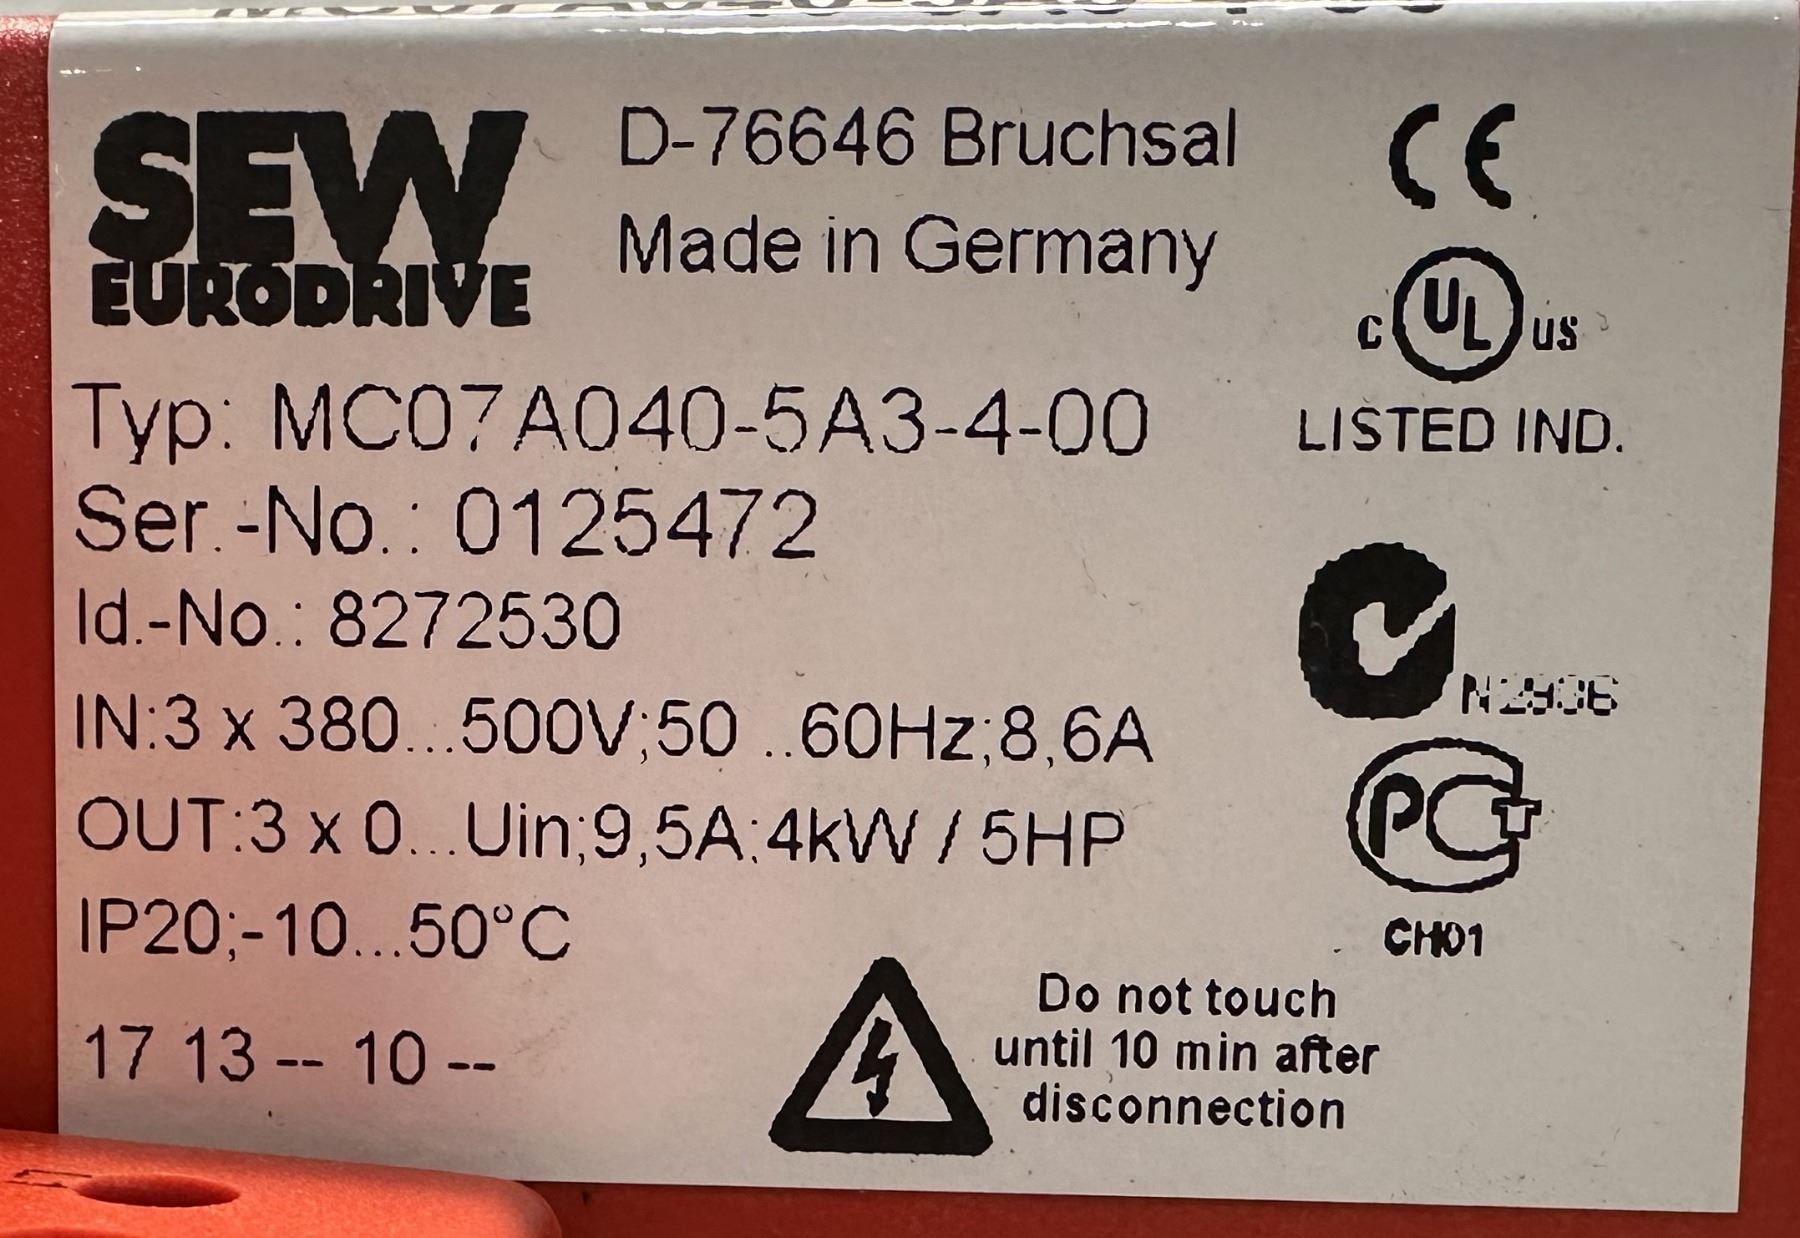 SEW
EURODRIVE
D-76646 Bruchsal
Made in Germany
CE
C UL US
LISTED IND.
Typ: MC07A040-5A3-4-00
Ser.-No.: 0125472
Id.-No.: 8272530
IN:3 x 380...500V;50...60Hz;8,6A
OUT:3 x 0...Uin;9,5A;4kW / 5HP
IP20;-10...50°C
17 13 -- 10 --
PCT
CH01
Do not touch
until 10 min after
disconnection